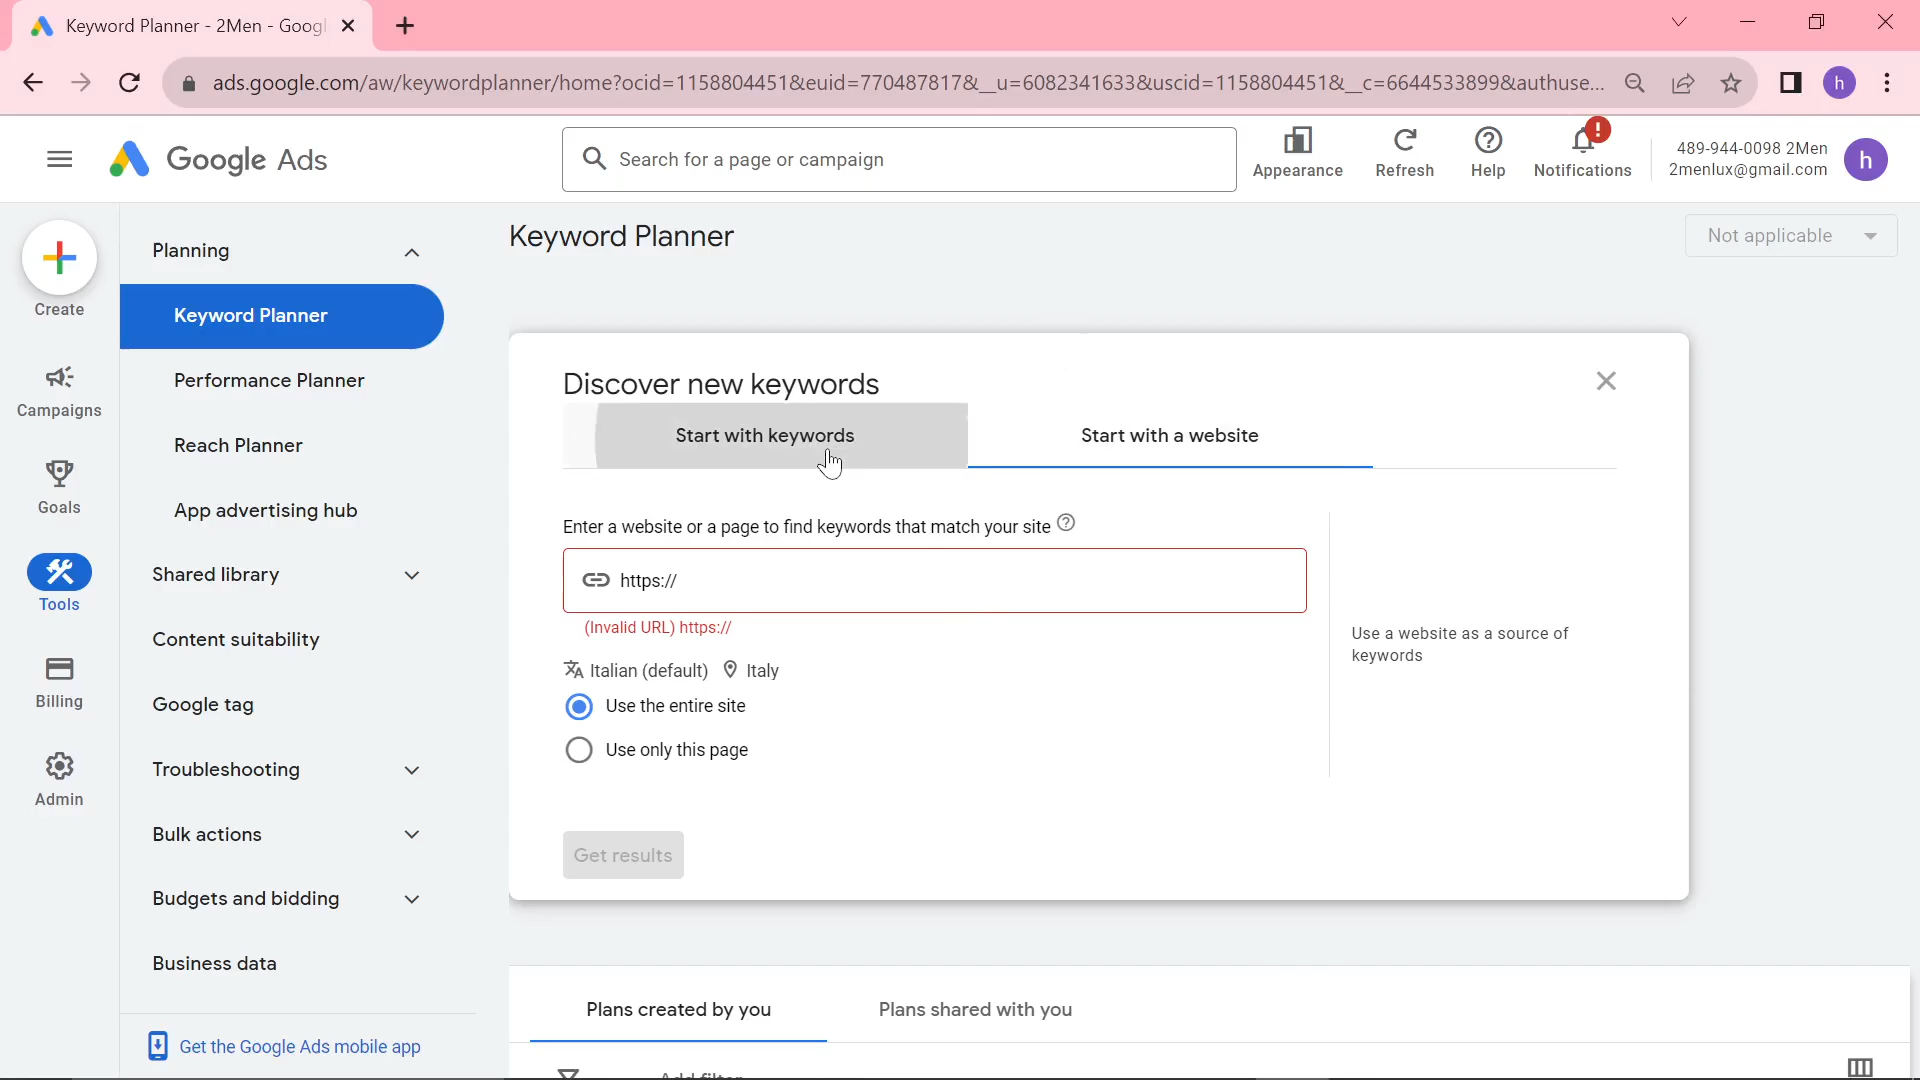 Keyword Planner - 2Men - Googl
ads.google.com/aw/keywordplanner/home?ocid=1158804451&euid=770487817&__u=6082341633&uscid=1158804451&__c=6644533899&authuse...
h
Google Ads
Search for a page or campaign
Appearance
Refresh
Help
!
Notifications
489-944-0098 2Men
2menlux@gmail.com
h
Create
Campaigns
Goals
Tools
Billing
Admin
Planning
Keyword Planner
Performance Planner
Reach Planner
App advertising hub
Shared library
Content suitability
Google tag
Troubleshooting
Bulk actions
Budgets and bidding
Business data
Get the Google Ads mobile app
Keyword Planner
Not applicable
Discover new keywords
Start with keywords
Start with a website
Enter a website or a page to find keywords that match your site
https://
(Invalid URL) https://
Italian (default) Italy
Use the entire site
Use only this page
Use a website as a source of
keywords
Get results
Plans created by you
Plans shared with you
Add filter